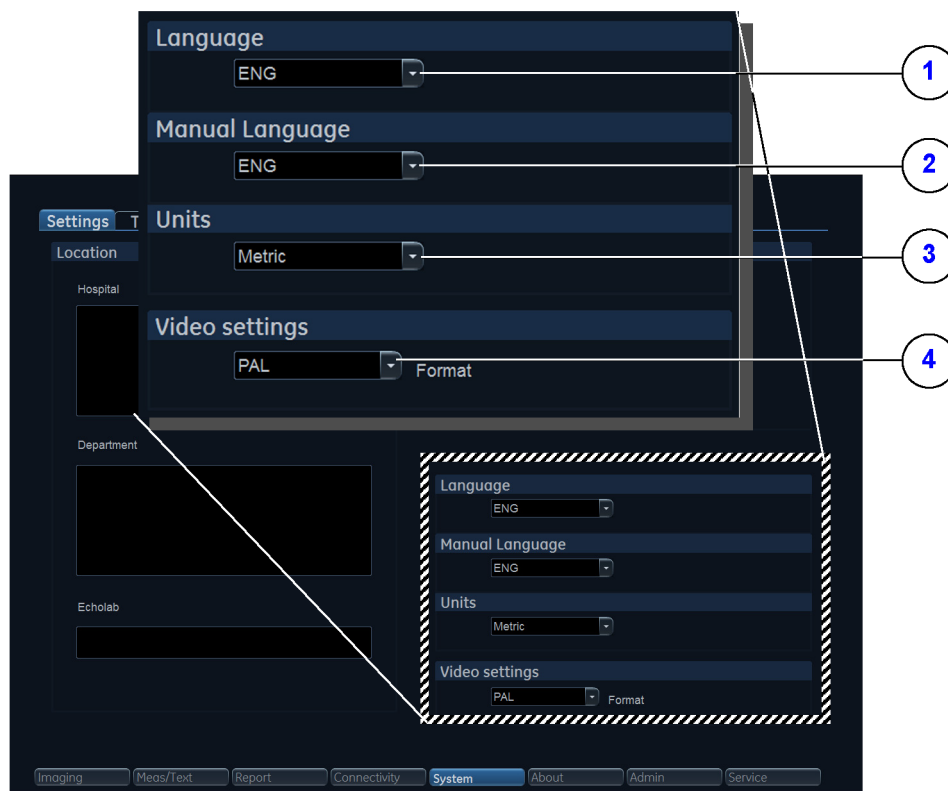 Language
ENG
1
Manual Language
ENG
2
Units
Metric
3
Video settings
PAL
Format
4
Settings
Location
Hospital
Department
Echolab
Language
ENG
Manual Language
ENG
Units
Metric
Video settings
PAL
Format
Imaging
Meas/Text
Report
Connectivity
System
About
Admin
Service